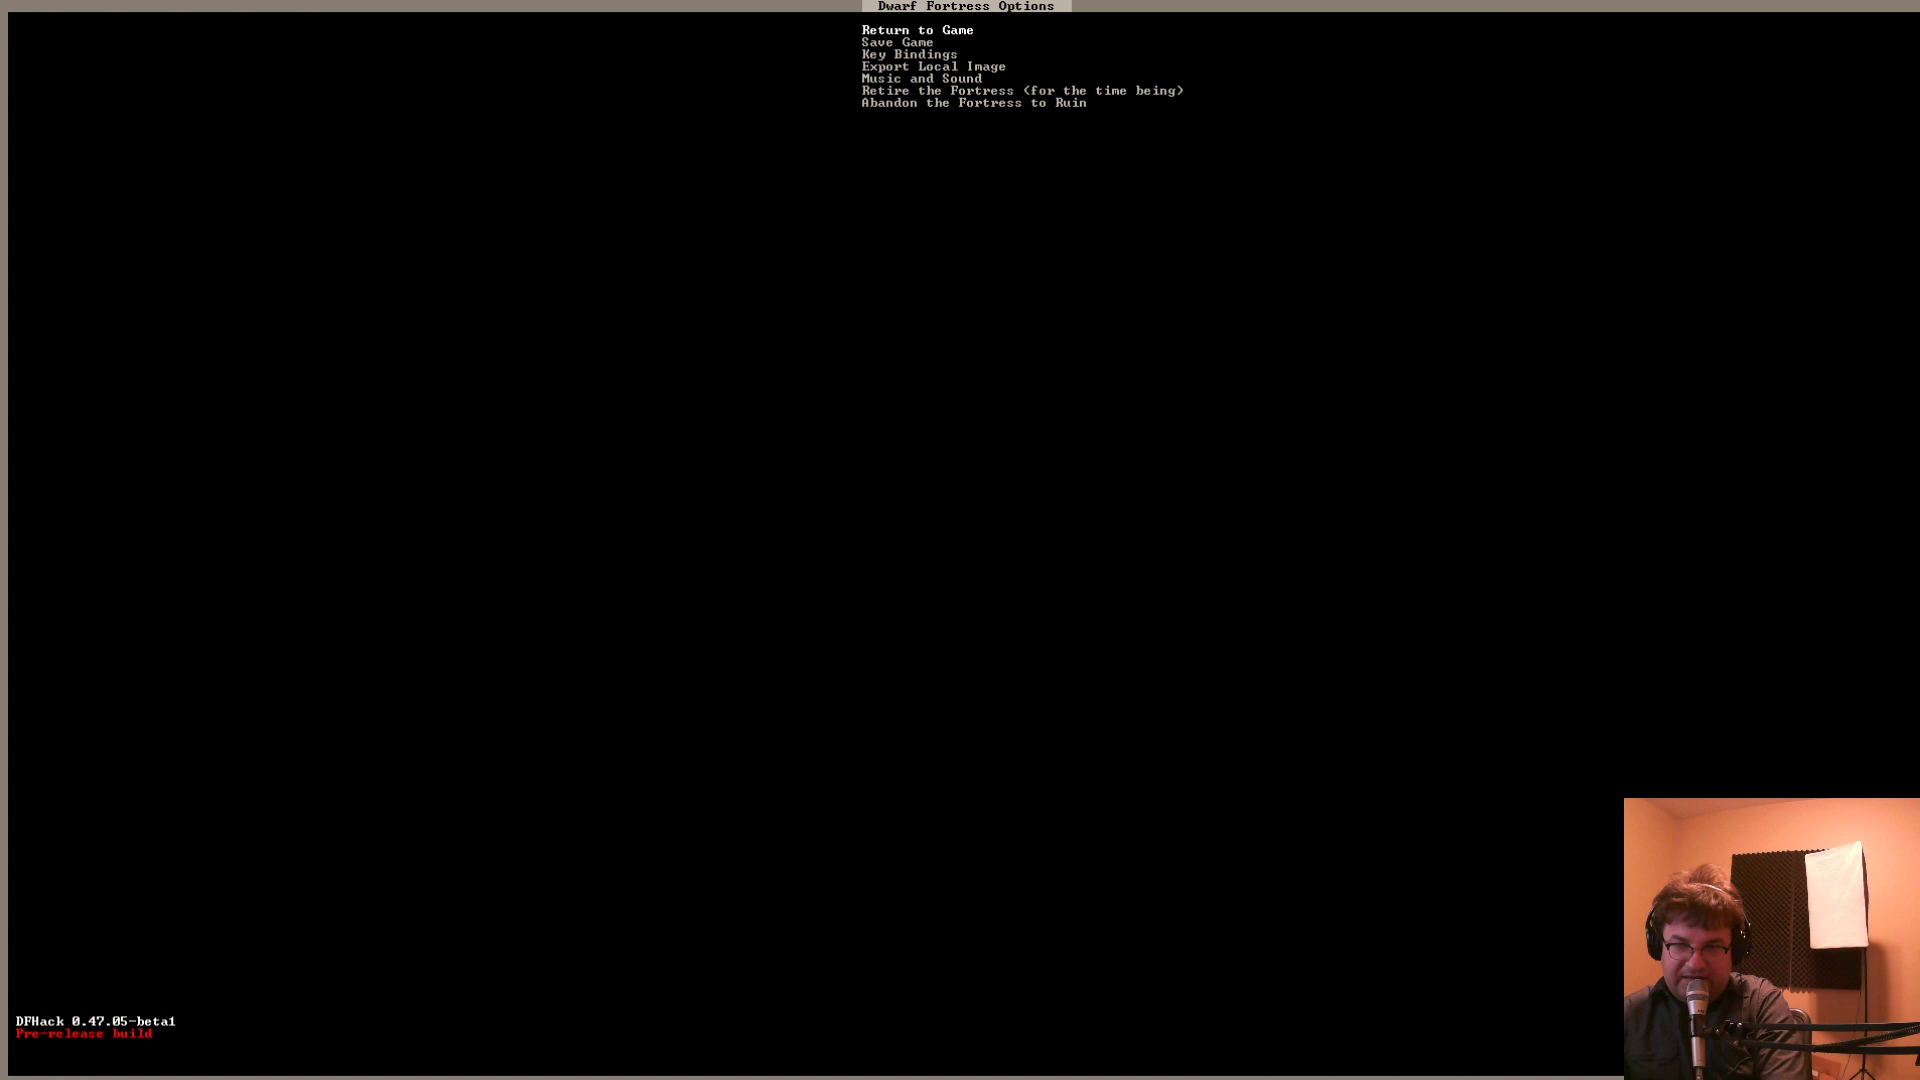 Dwarf Fortress Options
Return to Game
Save Game
Key Bindings
Export Local Image
Music and Sound
Retire the Fortress (for the time being)
Abandon the Fortress to Ruin
DFHack 0.47.05-beta1
Pre-release build